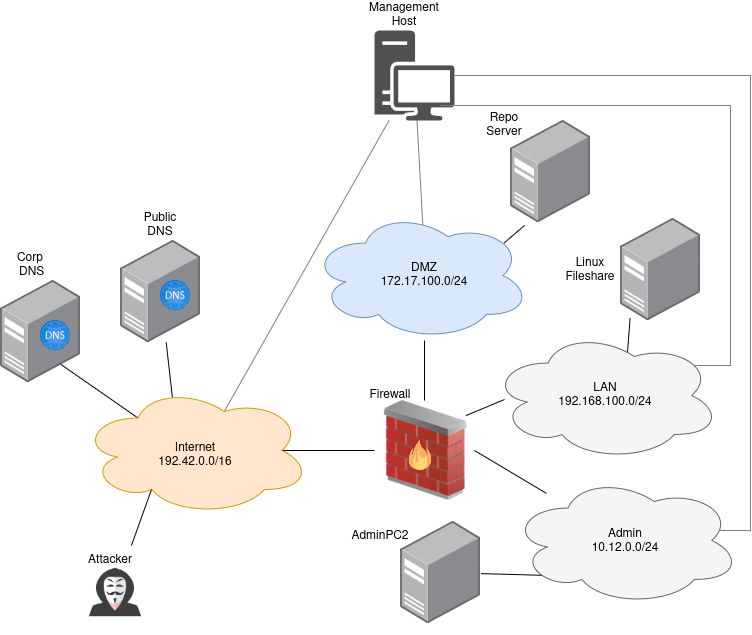 Management
Host
Repo
Server
Public
DNS
Corp
DNS
DNS
DNS
DMZ
172.17.100.0/24
Linux
Fileshare
Firewall
LAN
192.168.100.0/24
Internet
192.42.0.0/16
AdminPC2
Admin
10.12.0.0/24
Attacker